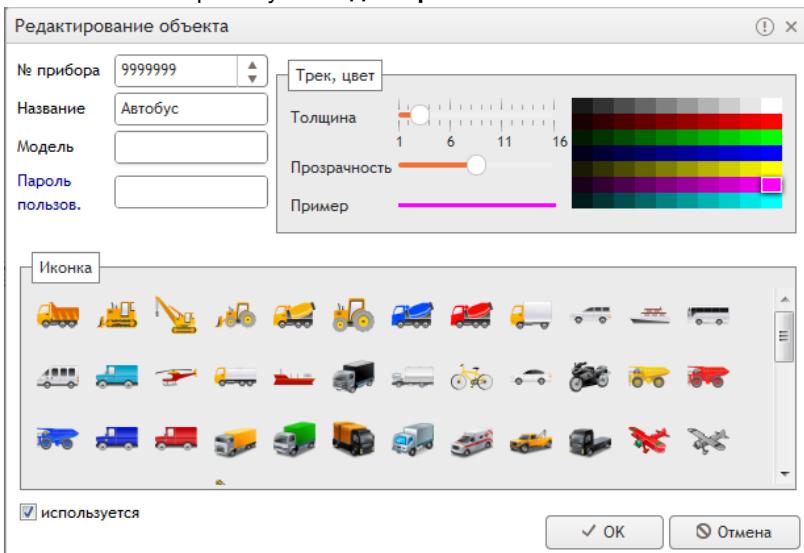 Редактирование объекта
№ прибора 9999999
Название Автобус
Модель
Пароль
пользов.
Трек, цвет
Толщина
1 6 11 16
Прозрачность
Пример
Иконка
используется
OK
Отмена